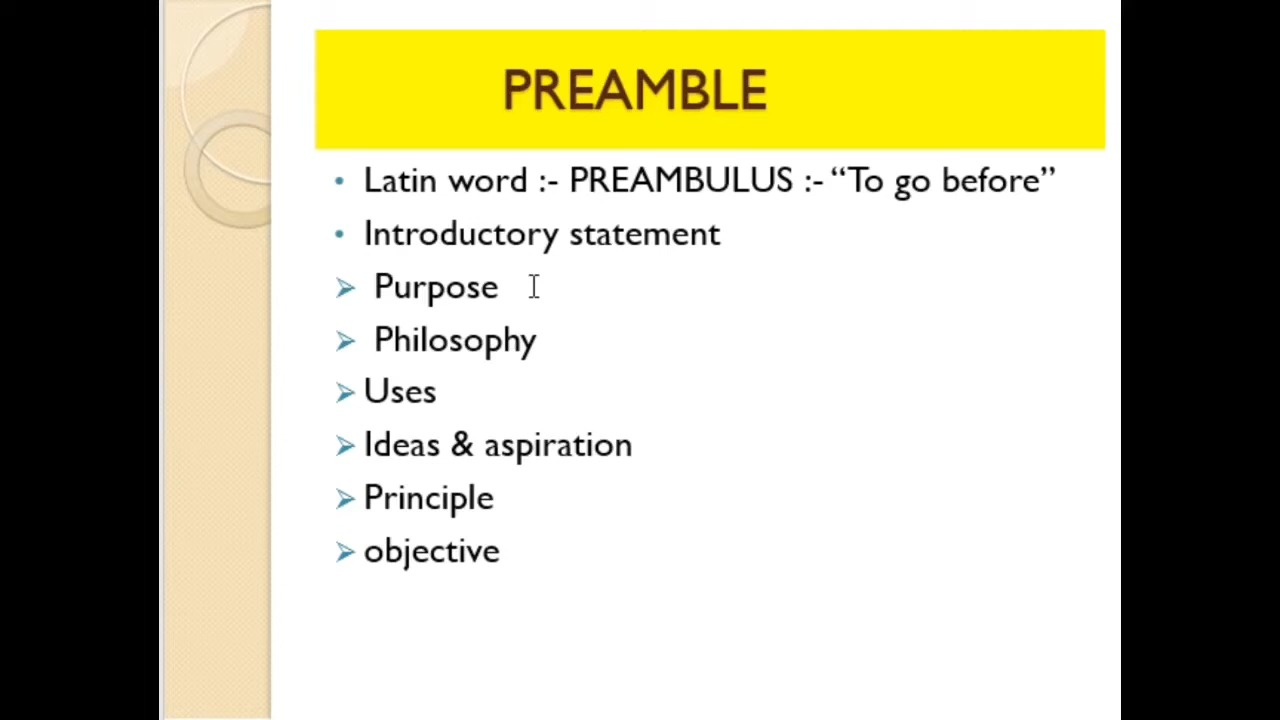 PREAMBLE
• Latin word :- PREAMBULUS :- “To go before”
• Introductory statement
➢ Purpose
➢ Philosophy
➢ Uses
➢ Ideas & aspiration
➢ Principle
➢ objective